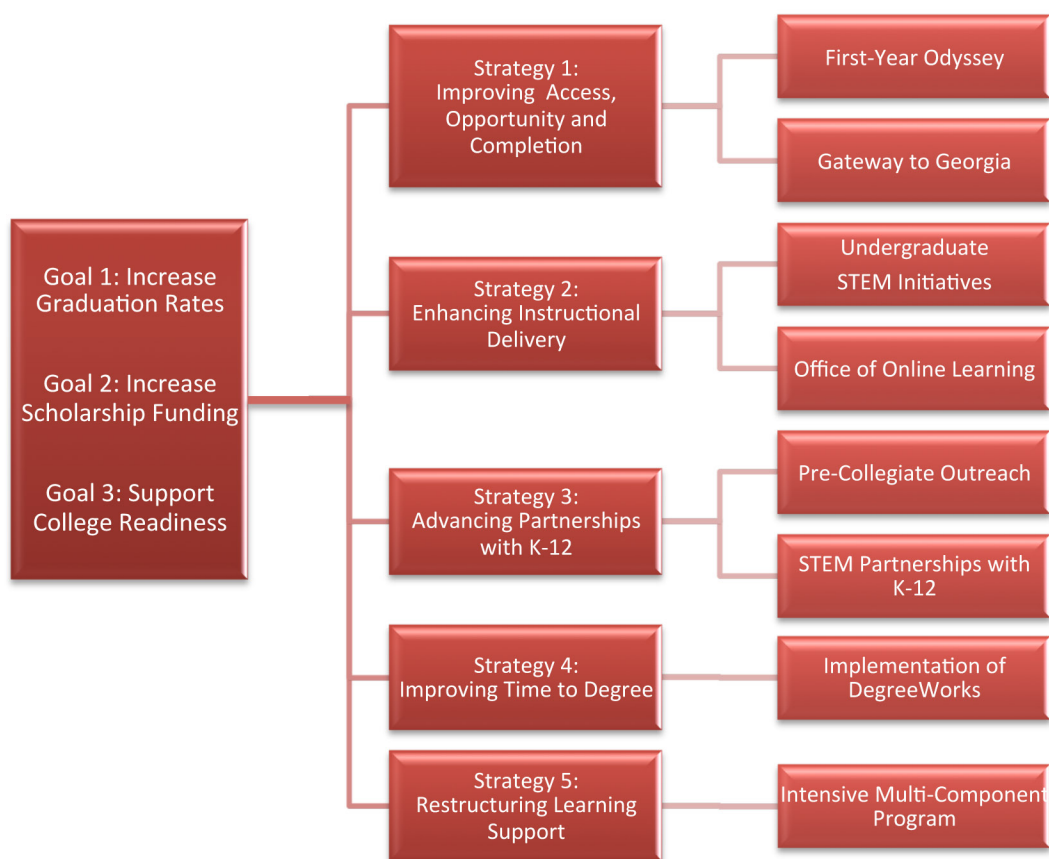 Goal 1: Increase
Graduation Rates
Goal 2: Increase
Scholarship Funding
Goal 3: Support
College Readiness
Strategy 1:
Improving Access,
Opportunity and
Completion
First-Year Odyssey
Gateway to Georgia
Strategy 2:
Enhancing Instructional
Delivery
Undergraduate
STEM Initiatives
Office of Online Learning
Strategy 3:
Advancing Partnerships
with K-12
Pre-Collegiate Outreach
STEM Partnerships with
K-12
Strategy 4:
Improving Time to Degree
Implementation of
DegreeWorks
Strategy 5:
Restructuring Learning
Support
Intensive Multi-Component
Program